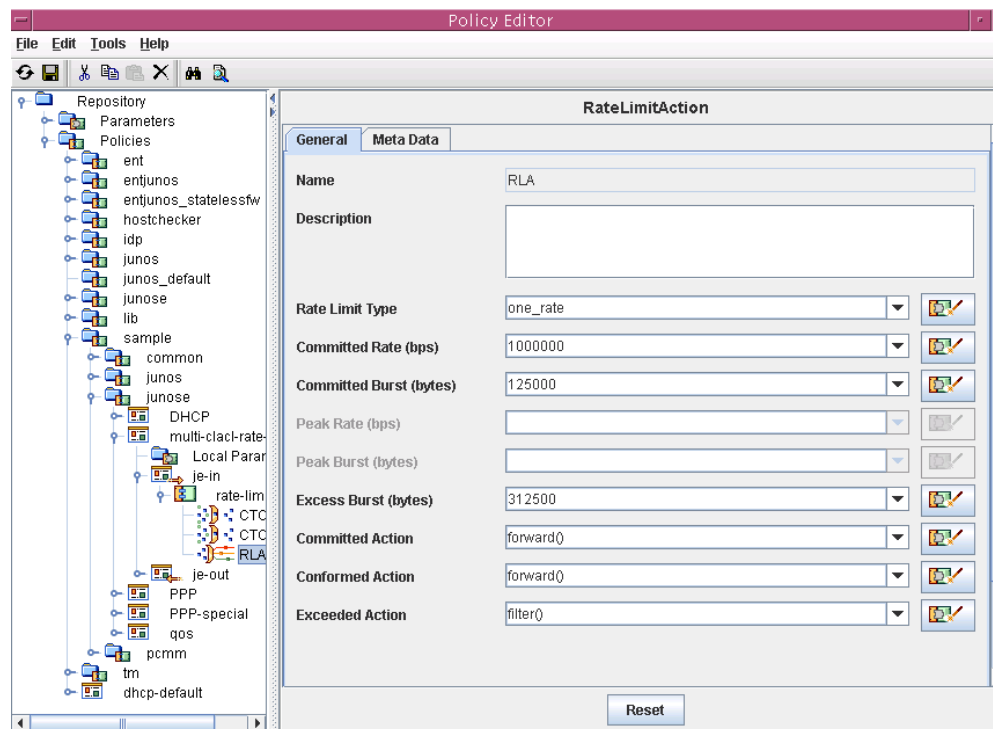 Policy Editor
File Edit Tools Help
Repository
Parameters
Policies
ent
entjunos
entjunos_statelessfw
hostchecker
idp
junos
junos_default
junose
lib
sample
common
junos
junose
DHCP
multi-clacl-rate-
Local Parar
je-in
rate-lim
CTC
CTC
RLA
je-out
PPP
PPP-special
qos
pcmm
tm
dhcp-default
RateLimitAction
General Meta Data
Name RLA
Description
Rate Limit Type one_rate
Committed Rate (bps) 1000000
Committed Burst (bytes) 125000
Peak Rate (bps)
Peak Burst (bytes)
Excess Burst (bytes) 312500
Committed Action forward()
Conformed Action forward()
Exceeded Action filter()
Reset